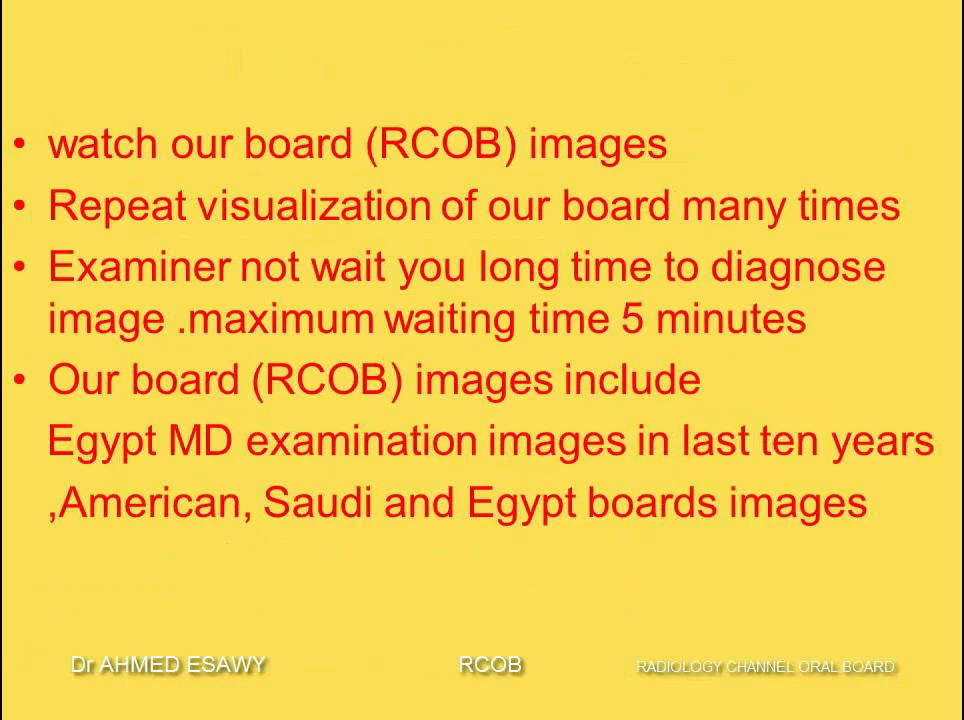 • watch our board (RCOB) images
• Repeat visualization of our board many times
• Examiner not wait you long time to diagnose
image .maximum waiting time 5 minutes
• Our board (RCOB) images include
Egypt MD examination images in last ten years
,American, Saudi and Egypt boards images
Dr AHMED ESAWY RCOB RADIOLOGY CHANNEL ORAL BOARD